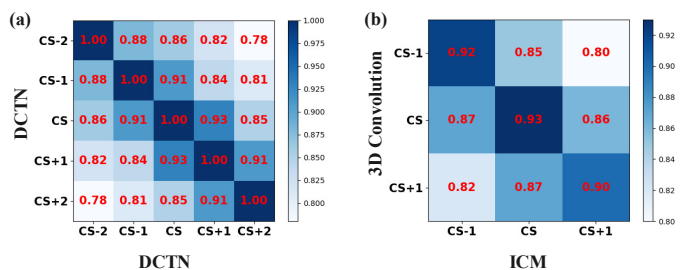 (a)
DCTN
CS-2 1.00 0.88 0.86 0.82 0.78
CS-1 0.88 1.00 0.91 0.84 0.81
CS 0.86 0.91 1.00 0.93 0.85
CS+1 0.82 0.84 0.93 1.00 0.91
CS+2 0.78 0.81 0.85 0.91 1.00
CS-2 CS-1 CS CS+1 CS+2
DCTN
1.000
0.975
0.950
0.925
0.900
0.875
0.850
0.825
0.800
(b)
3D Convolution
CS-1 0.92 0.85 0.80
CS 0.87 0.93 0.86
CS+1 0.82 0.87 0.90
CS-1 CS CS+1
ICM
0.92
0.90
0.88
0.86
0.84
0.82
0.80